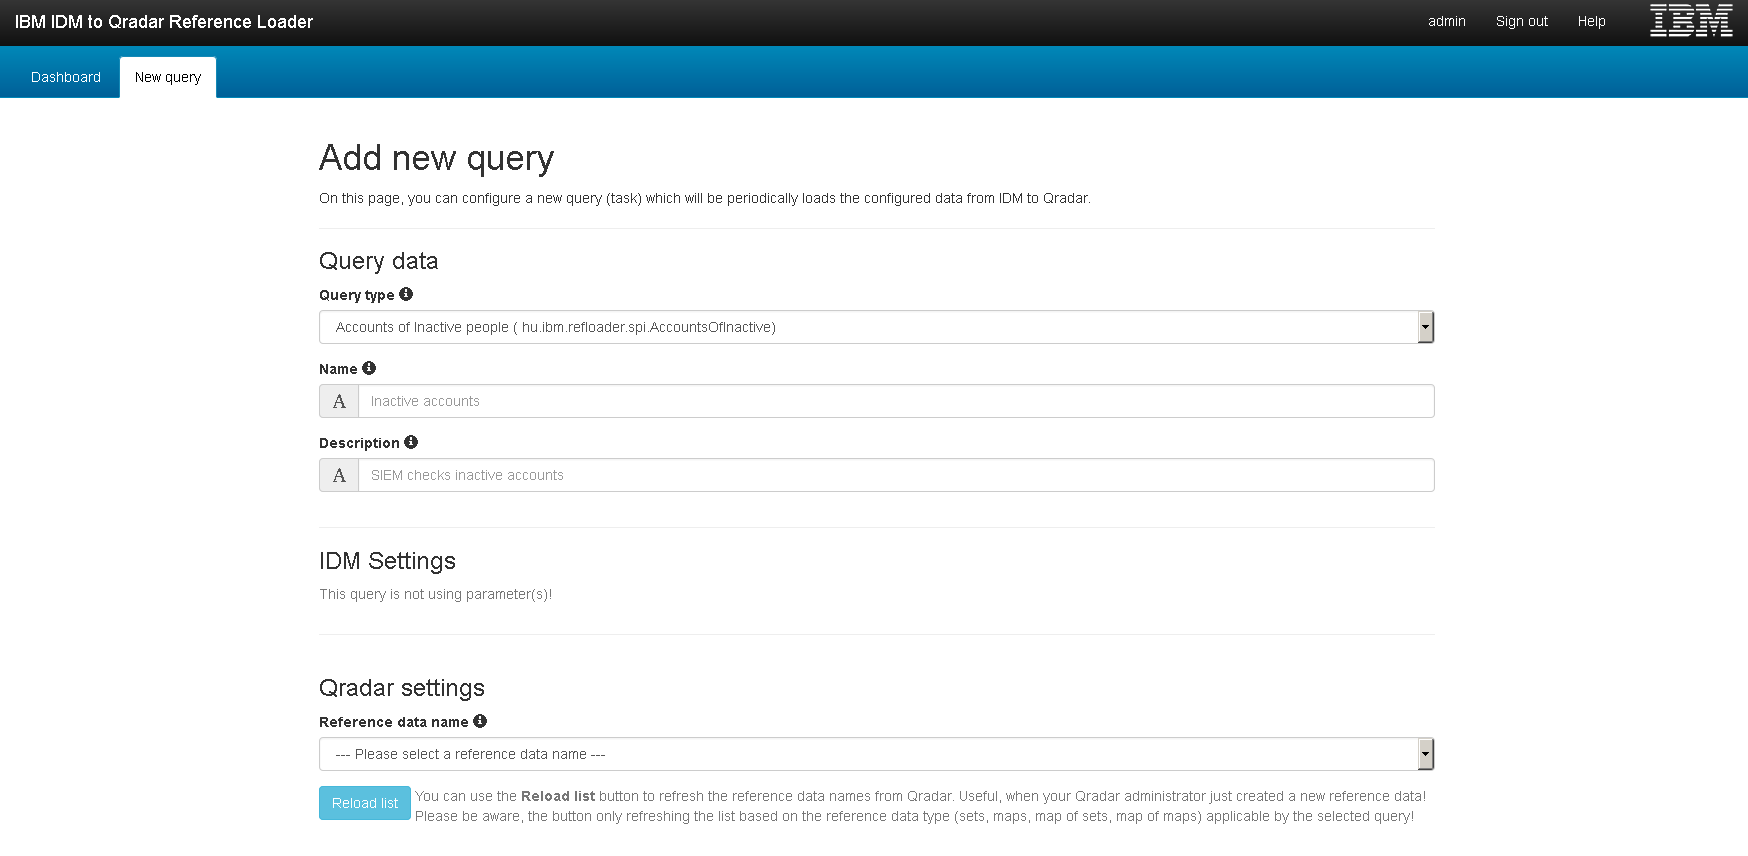 IBM IDM to Qradar Reference Loader
admin Sign out Help IBM
Dashboard New query
Add new query
On this page, you can configure a new query (task) which will be periodically loads the configured data from IDM to Qradar.
Query data
Query type
Accounts of Inactive people ( hu.ibm.refloader.spi.AccountsOfInactive)
Name
A Inactive accounts
Description
A SIEM checks inactive accounts
IDM Settings
This query is not using parameter(s)!
Qradar settings
Reference data name
--- Please select a reference data name ---
Reload list
You can use the Reload list button to refresh the reference data names from Qradar. Useful, when your Qradar administrator just created a new reference data!
Please be aware, the button only refreshing the list based on the reference data type (sets, maps, map of sets, map of maps) applicable by the selected query!